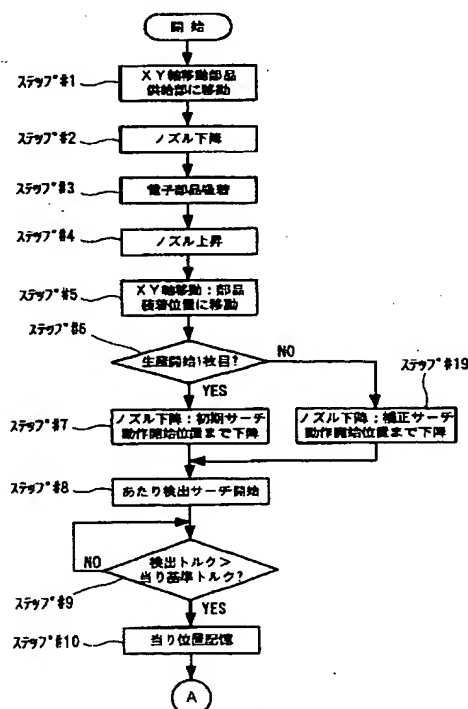 開始
ステップ#1
XY軸移動部品
供給部に移動
ステップ#2
ノズル下降
ステップ#3
電子部品吸着
ステップ#4
ノズル上昇
ステップ#5
XY軸移動:部品
装着位置に移動
ステップ#6
生産開始1枚目?
NO
ステップ#19
YES
ステップ#7
ノズル下降:初期サーチ
動作開始位置まで下降
ノズル下降:補正サーチ
動作開始位置まで下降
ステップ#8
あたり検出サーチ開始
NO
検出トルク>
当り基準トルク?
ステップ#9
YES
ステップ#10
当り位置記憶
A